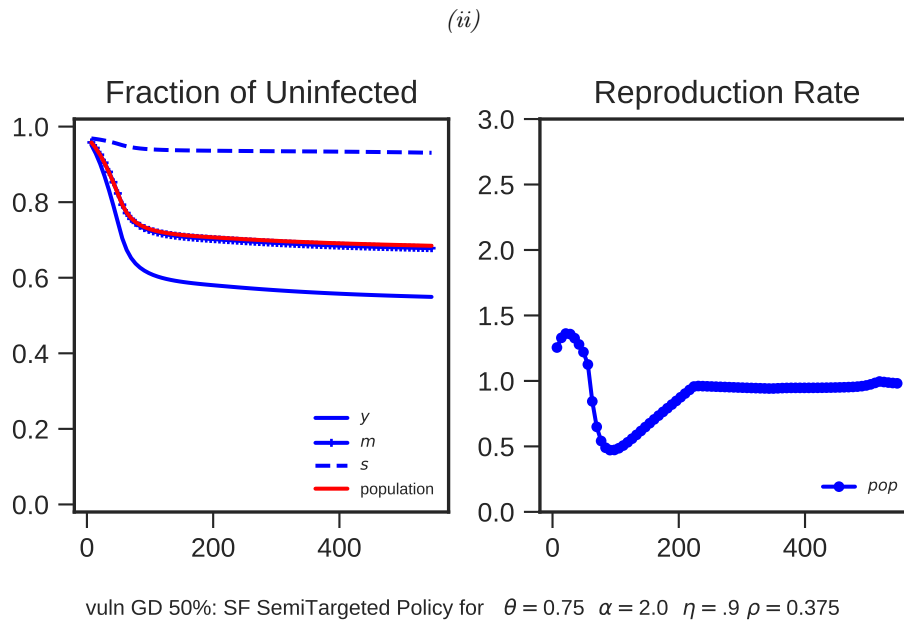 (ii)
Fraction of Uninfected
Reproduction Rate
1.0
0.8
0.6
0.4
0.2
0.0
0
200
400
y
m
s
population
3.0
2.5
2.0
1.5
1.0
0.5
0.0
0
200
400
pop
vuln GD 50%: SF SemiTargeted Policy for θ = 0.75 α = 2.0 η = .9 ρ = 0.375